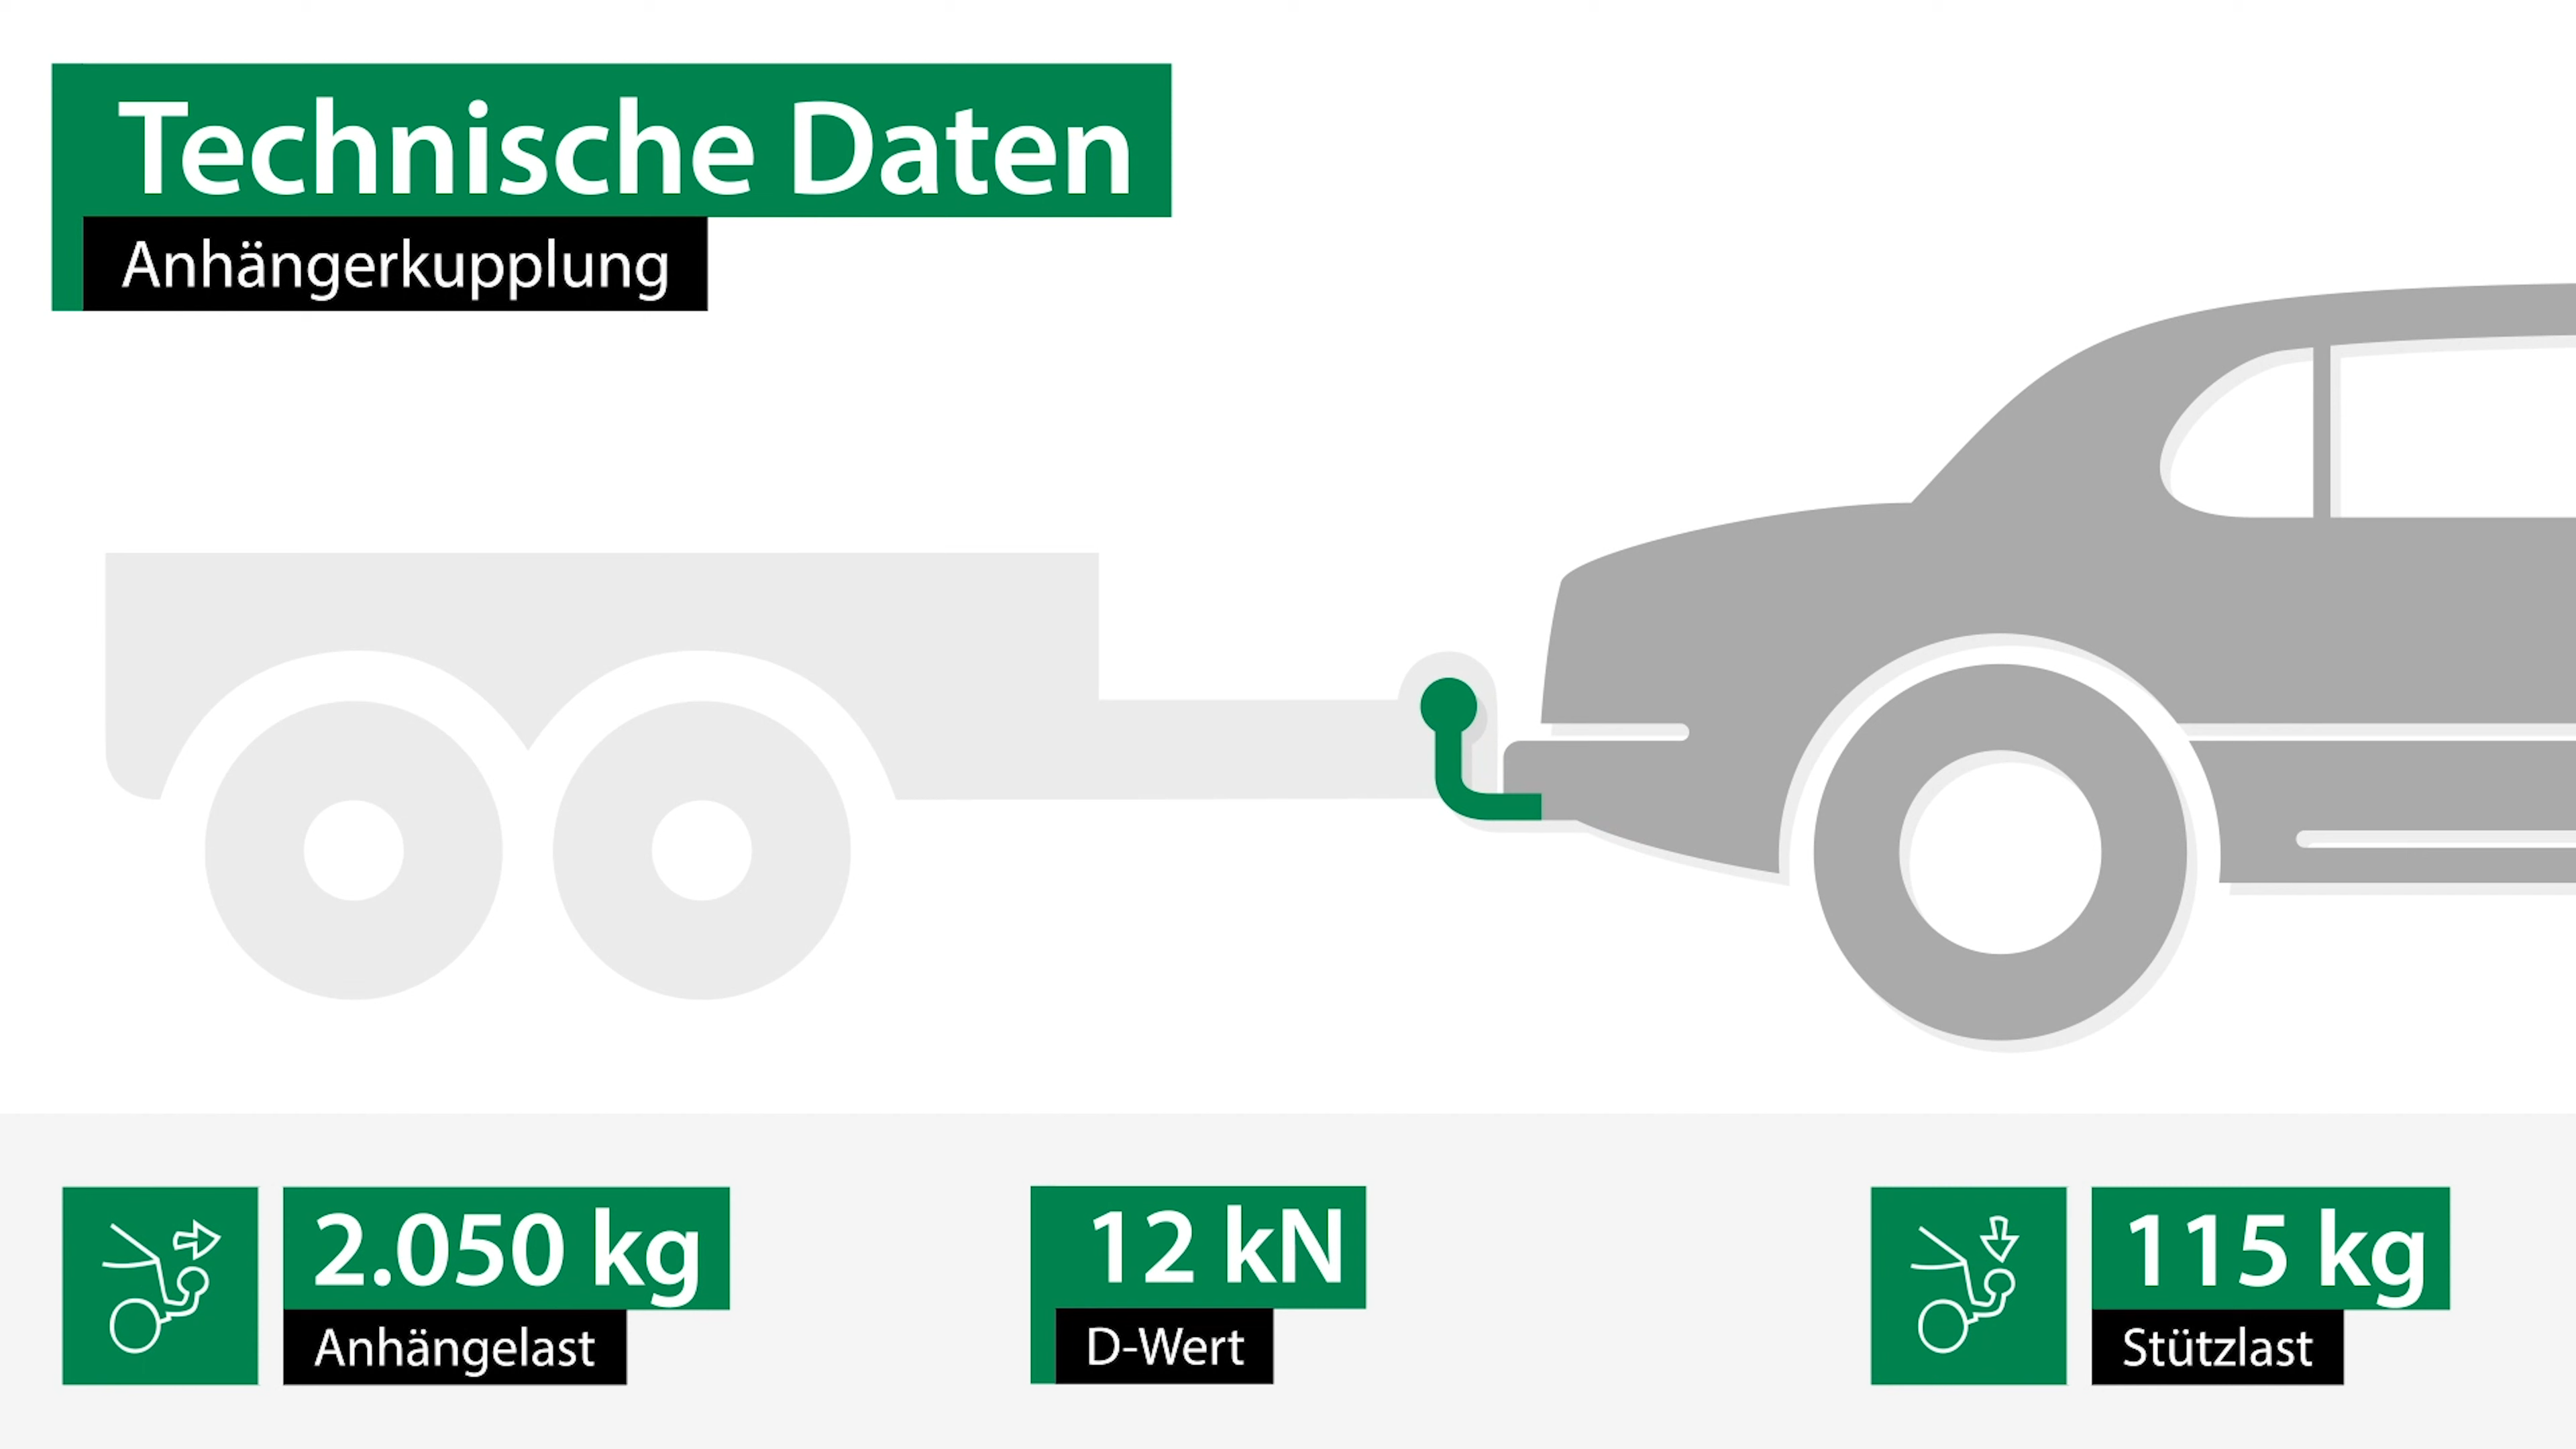 Technische Daten
Anhängerkupplung
2.050 kg
Anhängelast
12 kN
D-Wert
115 kg
Stützlast